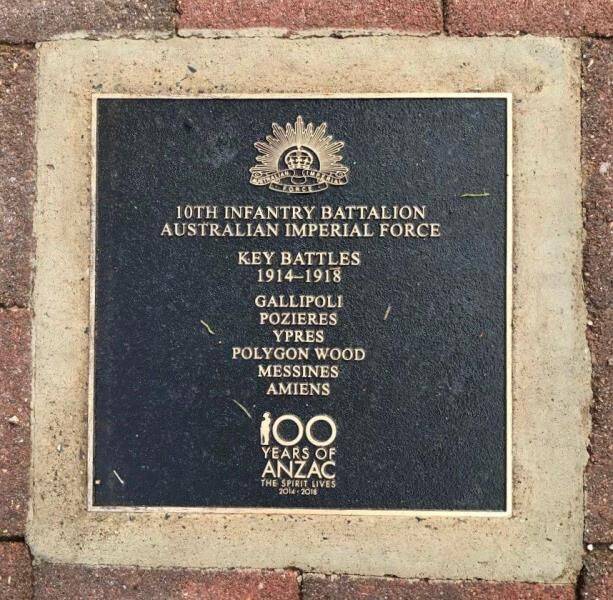 AUSTRALIAN IMPERIAL
FORCE
10TH INFANTRY BATTALION
AUSTRALIAN IMPERIAL FORCE
KEY BATTLES
1914–1918
GALLIPOLI
POZIERES
YPRES
POLYGON WOOD
MESSINES
AMIENS
100
YEARS OF
ANZAC
THE SPIRIT LIVES
2014 - 2018